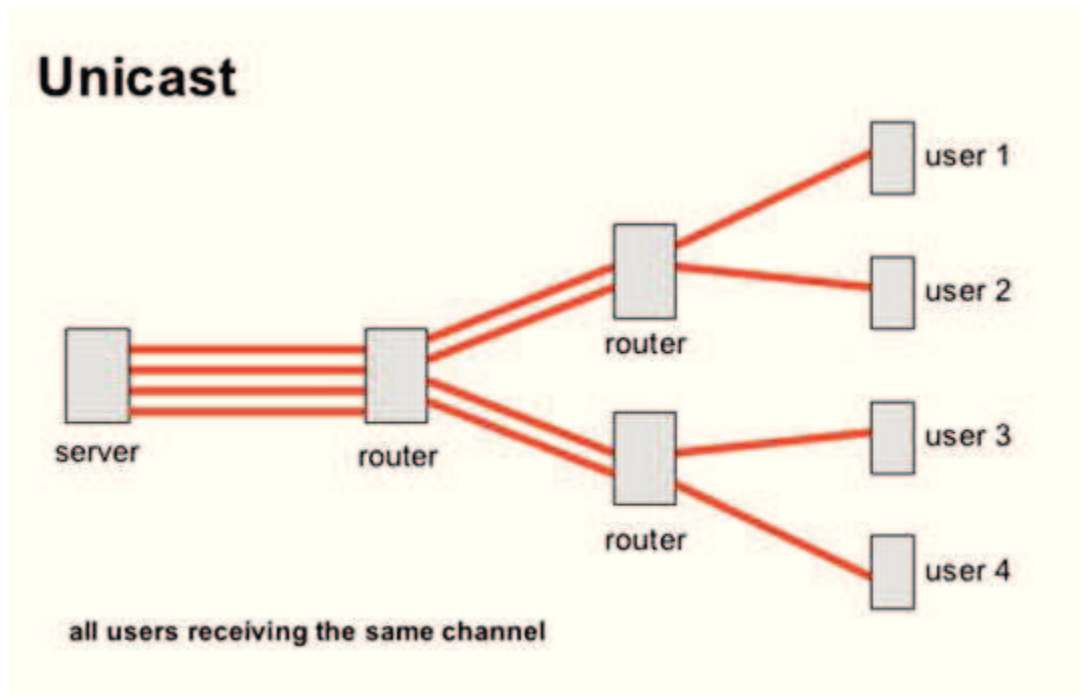 Unicast
user 1
user 2
router
user 3
server
router
router
user 4
all users receiving the same channel